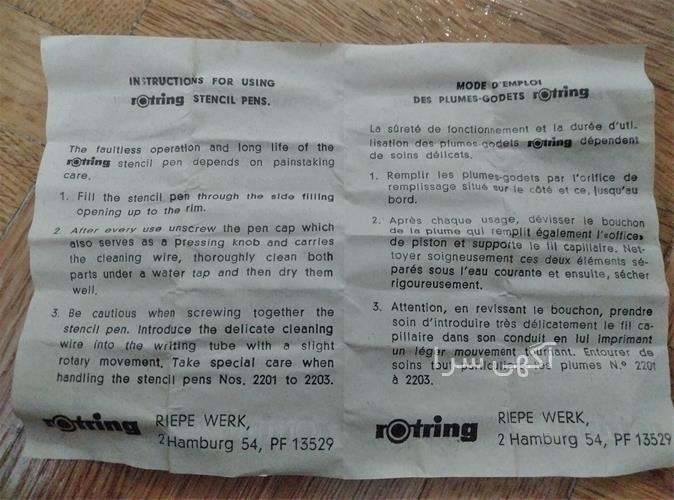 INSTRUCTIONS FOR USING
rotring STENCIL PENS.
The faultless operation and long life of the
rotring stencil pen depends on painstaking
care.
1. Fill the stencil pen through the side filling
opening up to the rim.
2. After every use unscrew the pen cap which
also serves as a pressing knob and carries
the cleaning wire, thoroughly clean both
parts under a water tap and then dry them
well.
3. Be cautious when screwing together the
stencil pen. Introduce the delicate cleaning
wire into the writing tube with a slight
rotary movement. Take special care when
handling the stencil pens Nos. 2201 to 2203.
rotring RIEPE WERK,
2 Hamburg 54, PF 13529
MODE D'EMPLOI
DES PLUMES-GODETS rotring
La sûreté de fonctionnement et la durée d'uti-
lisation des plumes-godets rotring dépendent
de soins délicats.
1. Remplir les plumes-godets par l'orifice de
remplissage situé sur le côté et ce, jusqu'au
bord.
2. Après chaque usage, dévisser le bouchon
de la plume qui remplit également l'«office»
de piston et supporte le fil capillaire. Net-
toyer soigneusement ces deux éléments sé-
parés sous l'eau courante et ensuite, sécher
rigoureusement.
3. Attention, en revissant le bouchon, prendre
soin d'introduire très délicatement le fil ca-
pillaire dans son conduit en lui imprimant
un léger mouvement tournant. Entourer de
soins tout plumes N.º 2201
à 2203.
rotring RIEPE WERK,
2 Hamburg 54, PF 13529
آگهی سرا